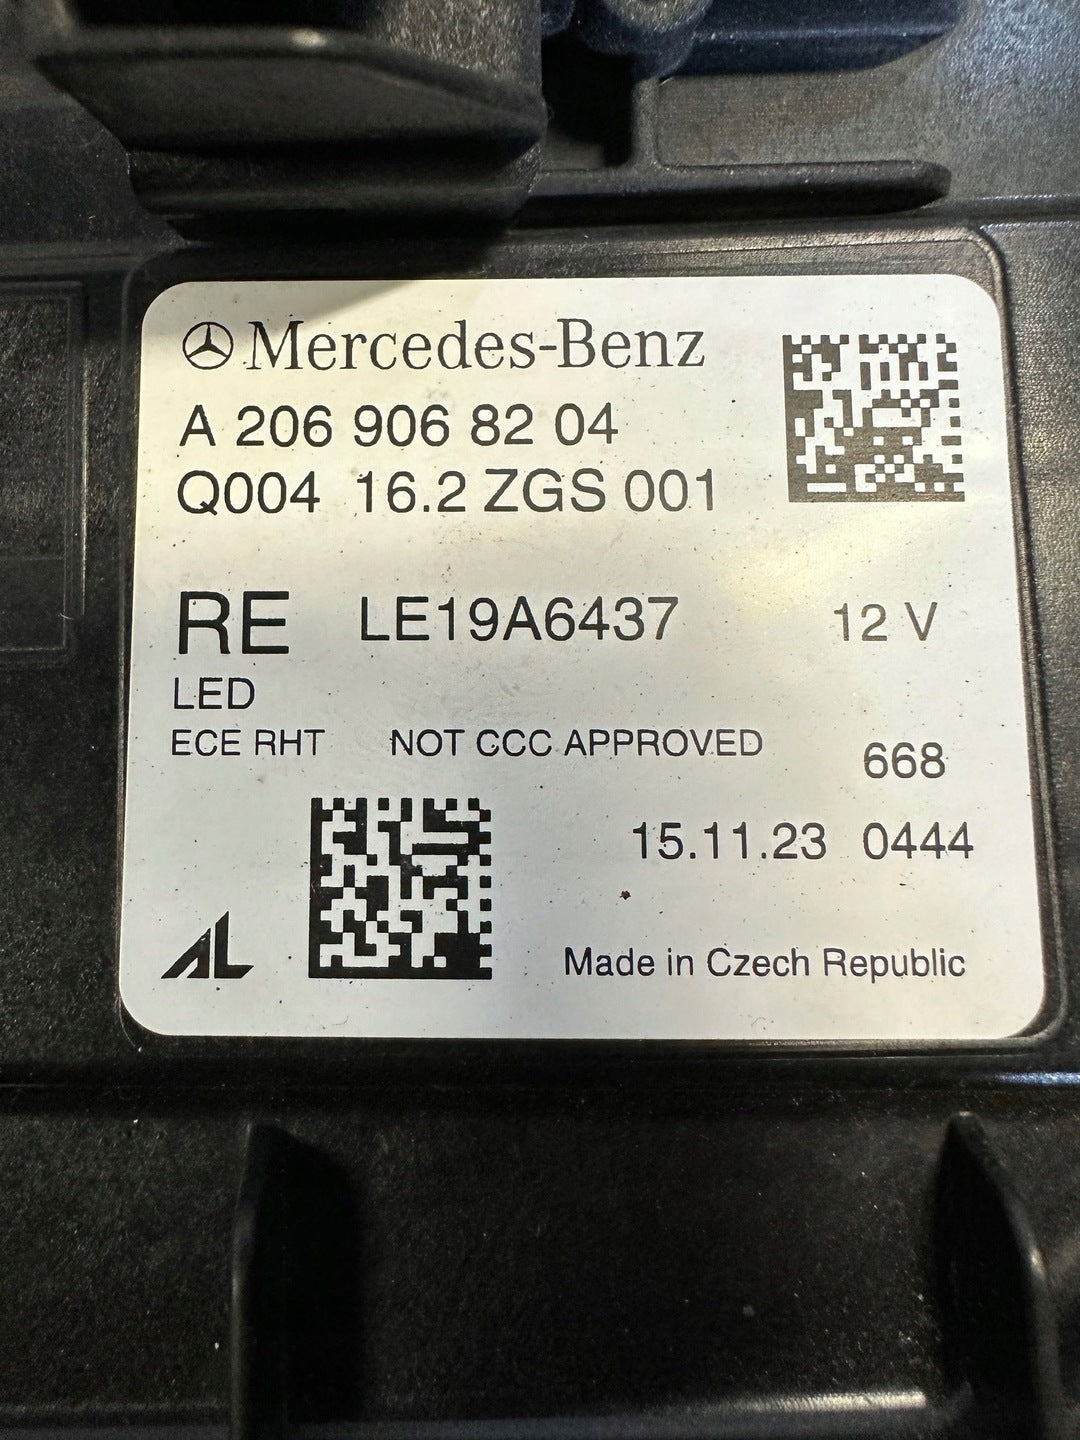 Mercedes-Benz
A 206 906 82 04
Q004 16.2 ZGS 001
RE LE19A6437 12 V
LED
ECE RHT NOT CCC APPROVED
668
15.11.23 0444
AL
Made in Czech Republic